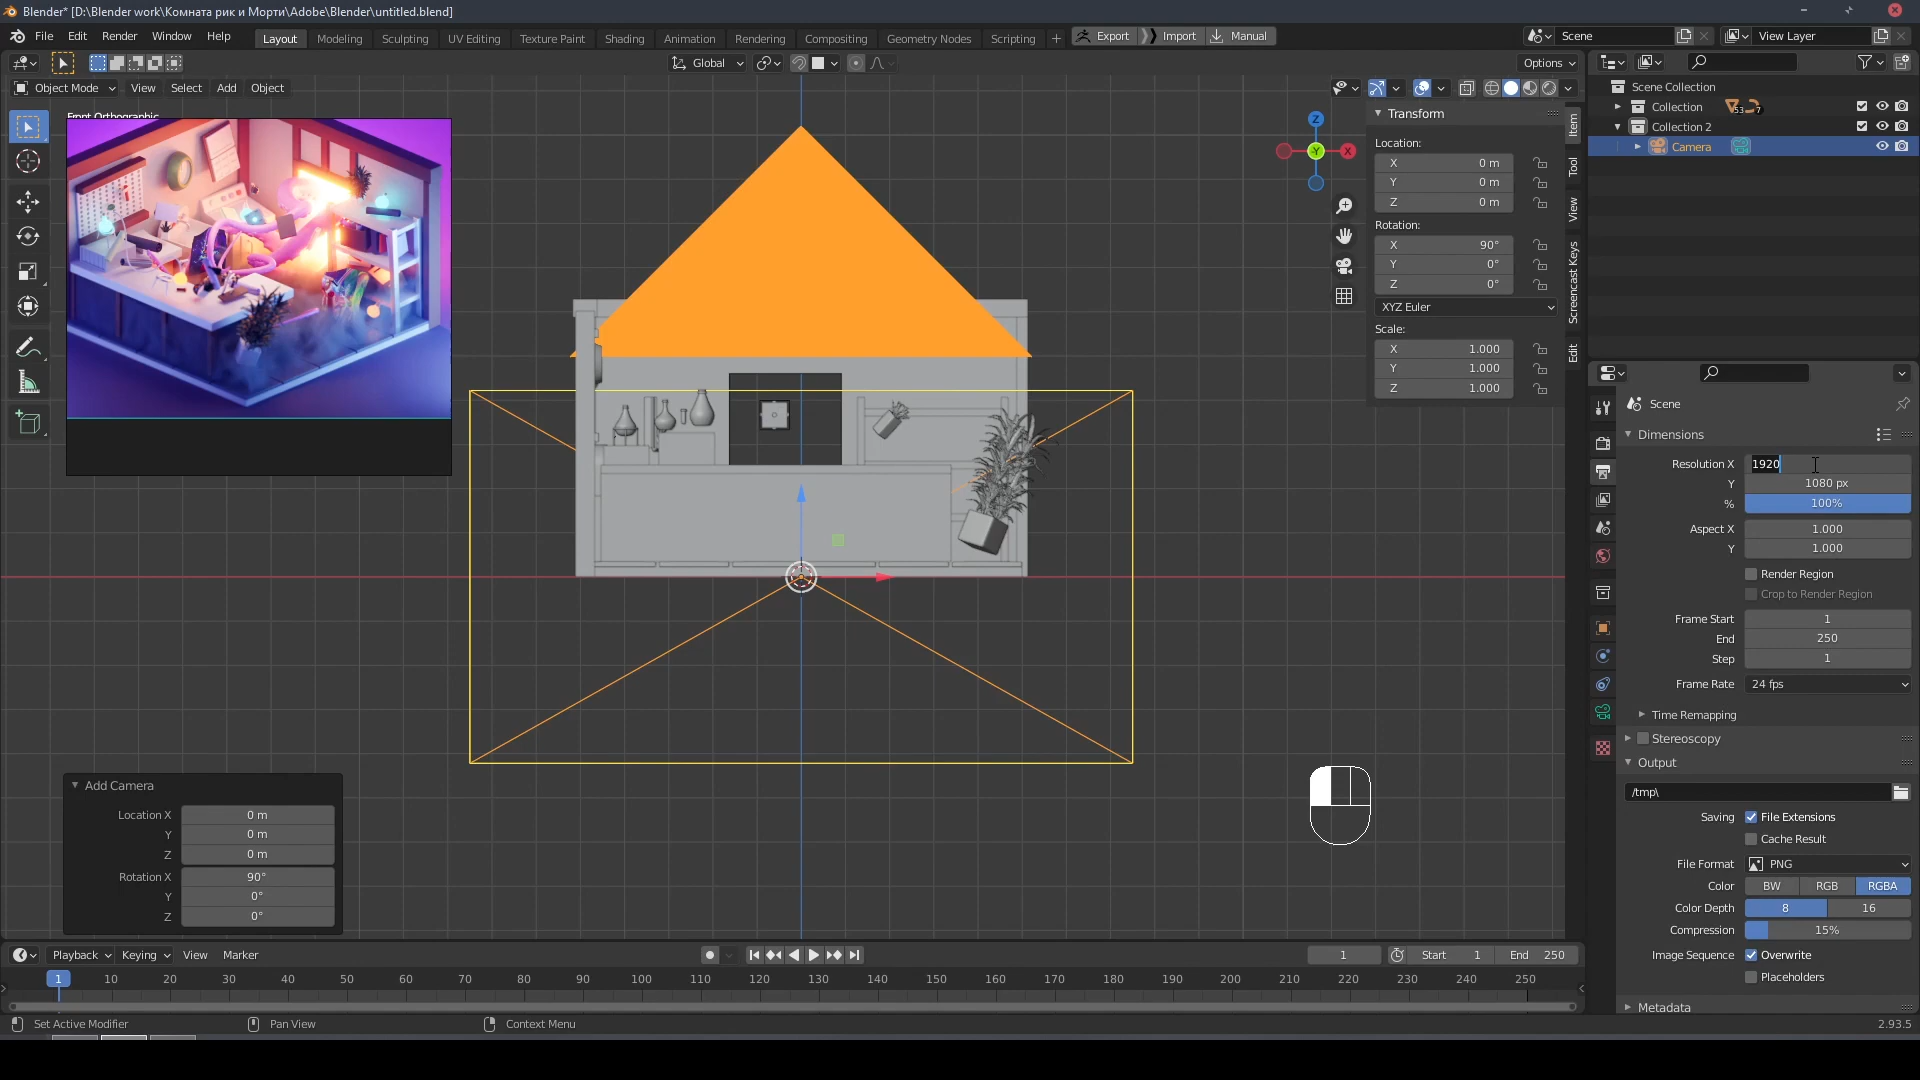 Blender* [D:\Blender work\Комната рик и Морти\Adobe\Blender\untitled.blend]
File Edit Render Window Help
Layout Modeling Sculpting UV Editing Texture Paint Shading Animation Rendering Compositing Geometry Nodes Scripting +
Export Import Manual
Scene
View Layer
Global
Options
Object Mode View Select Add Object
Front Orthographic
Z
Y
X
Transform
Location:
X 0 m
Y 0 m
Z 0 m
Rotation:
X 90°
Y 0°
Z 0°
XYZ Euler
Scale:
X 1.000
Y 1.000
Z 1.000
Item
Tool
View
Screencast Keys
Edit
Scene Collection
Collection 53 7
Collection 2
Camera
Scene
Dimensions
Resolution X 1920
Y 1080 px
% 100%
Aspect X 1.000
Y 1.000
Render Region
Crop to Render Region
Frame Start 1
End 250
Step 1
Frame Rate 24 fps
Time Remapping
Stereoscopy
Output
/tmp\
Saving File Extensions
Cache Result
File Format PNG
Color BW RGB RGBA
Color Depth 8 16
Compression 15%
Image Sequence Overwrite
Placeholders
Metadata
Add Camera
Location X 0 m
Y 0 m
Z 0 m
Rotation X 90°
Y 0°
Z 0°
Playback Keying View Marker
1 Start 1 End 250
1 10 20 30 40 50 60 70 80 90 100 110 120 130 140 150 160 170 180 190 200 210 220 230 240 250
Set Active Modifier Pan View Context Menu
2.93.5